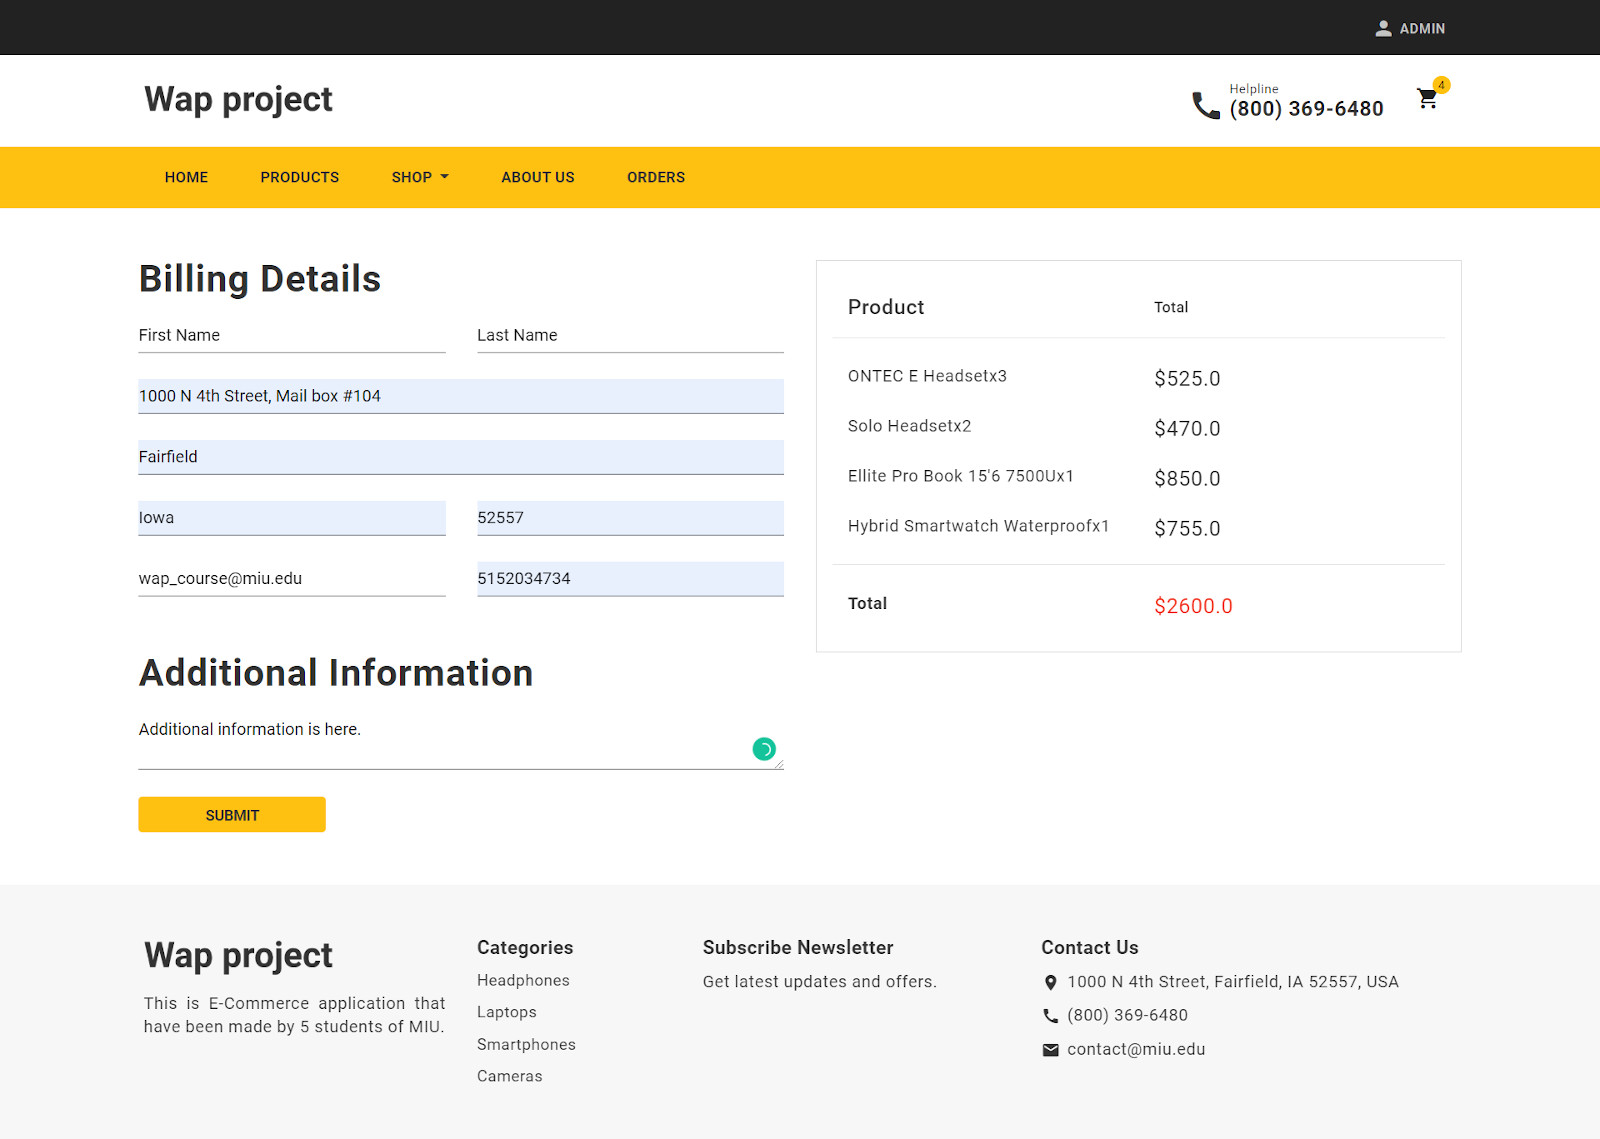 ADMIN
Wap project
Helpline
(800) 369-6480
4
HOME PRODUCTS SHOP ABOUT US ORDERS
Billing Details
First Name Last Name
1000 N 4th Street, Mail box #104
Fairfield
Iowa 52557
wap_course@miu.edu 5152034734
Additional Information
Additional information is here.
SUBMIT
Product Total
ONTEC E Headsetx3 $525.0
Solo Headsetx2 $470.0
Ellite Pro Book 15'6 7500Ux1 $850.0
Hybrid Smartwatch Waterproofx1 $755.0
Total $2600.0
Wap project
This is E-Commerce application that
have been made by 5 students of MIU.
Categories
Headphones
Laptops
Smartphones
Cameras
Subscribe Newsletter
Get latest updates and offers.
Contact Us
1000 N 4th Street, Fairfield, IA 52557, USA
(800) 369-6480
contact@miu.edu